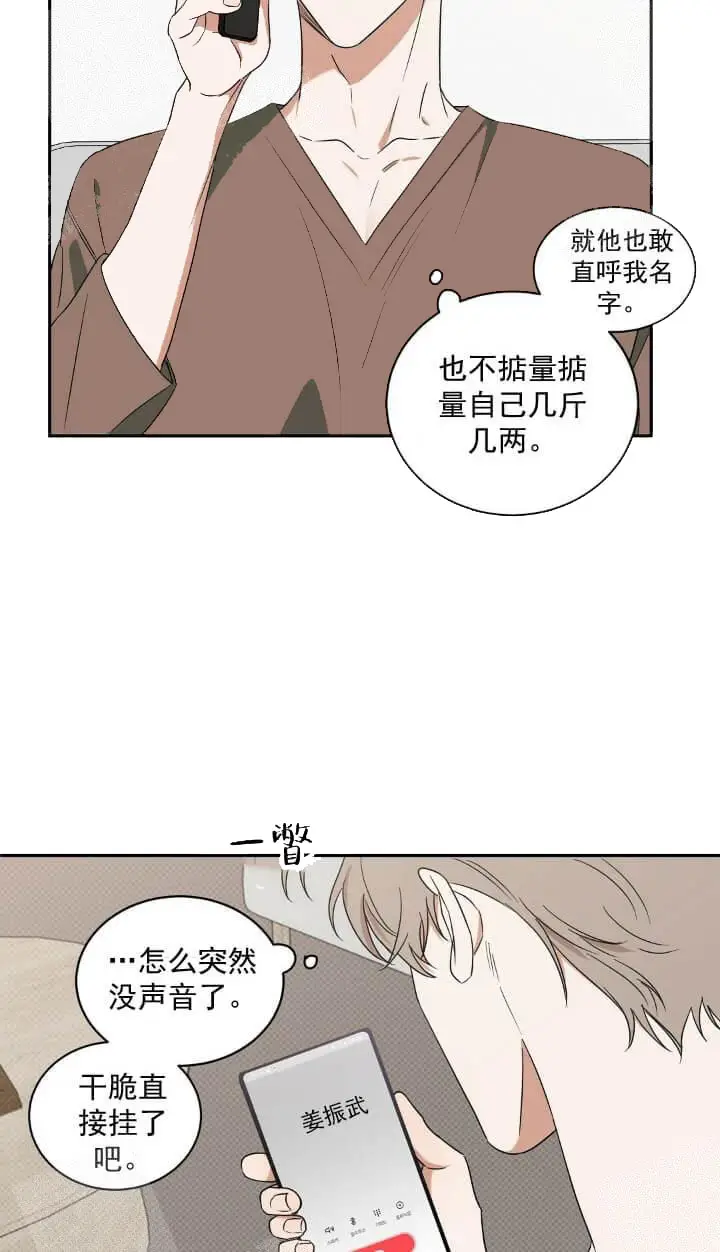 就他也敢
直呼我名
字。
也不掂量掂
量自己几斤
几两。
一瞥
…怎么突然
没声音了。
干脆直
接挂了
吧。
姜振武